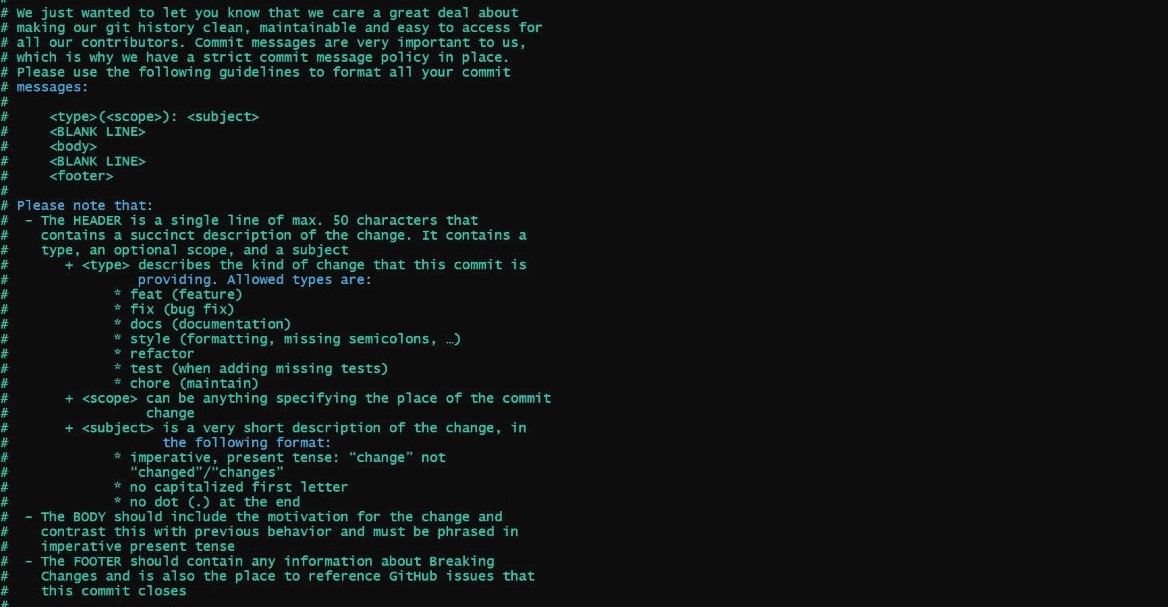 #
# We just wanted to let you know that we care a great deal about
# making our git history clean, maintainable and easy to access for
# all our contributors. Commit messages are very important to us,
# which is why we have a strict commit message policy in place.
# Please use the following guidelines to format all your commit
# messages:
#
#     <type>(<scope>): <subject>
#     <BLANK LINE>
#     <body>
#     <BLANK LINE>
#     <footer>
#
# Please note that:
#  - The HEADER is a single line of max. 50 characters that
#    contains a succinct description of the change. It contains a
#    type, an optional scope, and a subject
#       + <type> describes the kind of change that this commit is
#                providing. Allowed types are:
#             * feat (feature)
#             * fix (bug fix)
#             * docs (documentation)
#             * style (formatting, missing semicolons, …)
#             * refactor
#             * test (when adding missing tests)
#             * chore (maintain)
#       + <scope> can be anything specifying the place of the commit
#                 change
#       + <subject> is a very short description of the change, in
#                   the following format:
#             * imperative, present tense: “change” not
#               “changed”/“changes”
#             * no capitalized first letter
#             * no dot (.) at the end
#  - The BODY should include the motivation for the change and
#    contrast this with previous behavior and must be phrased in
#    imperative present tense
#  - The FOOTER should contain any information about Breaking
#    Changes and is also the place to reference GitHub issues that
#    this commit closes
#